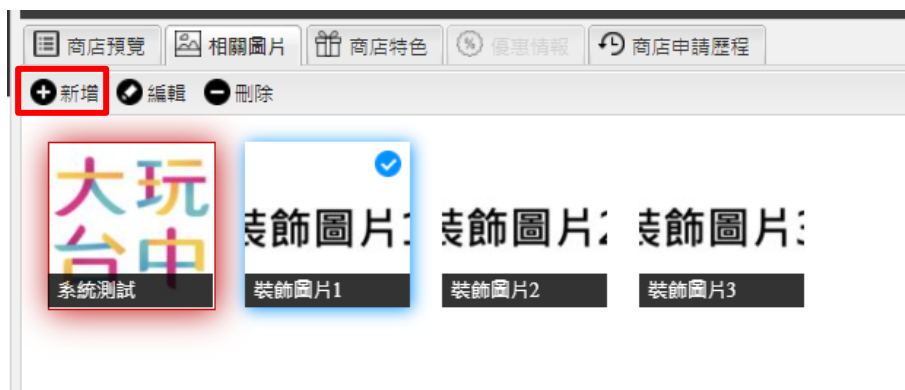 商店預覽 相關圖片 商店特色 優惠情報 商店申請歷程
新增 編輯 刪除
大玩
台中
裝飾圖片1 裝飾圖片2 裝飾圖片3
系統測試 裝飾圖片1 裝飾圖片2 裝飾圖片3